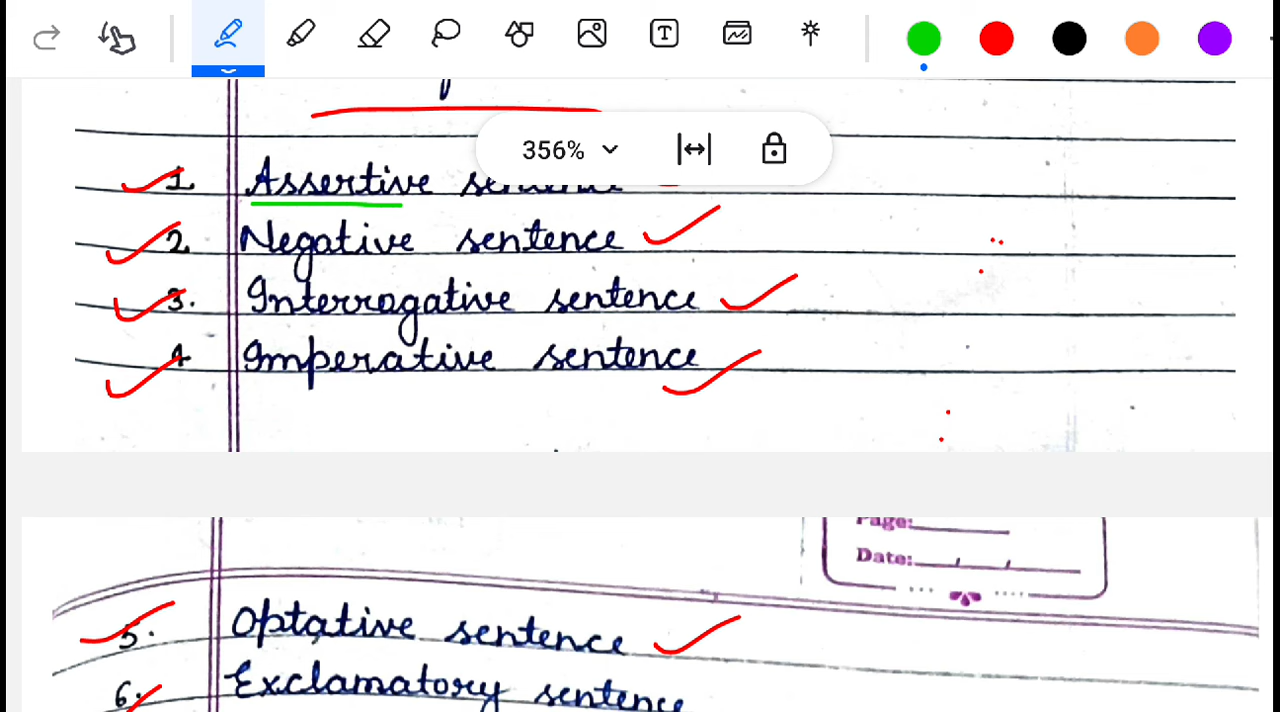 356%
1. Assertive sentence
2. Negative sentence
3. Interrogative sentence
4 Imperative sentence
Page:
Date: / /
5. Optative sentence
6. Exclamatory sentence